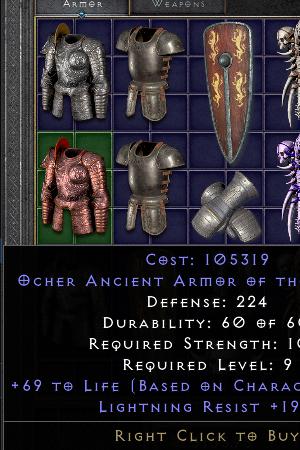 Armor Weapons
Cost: 105319
Ocher Ancient Armor of th
Defense: 224
Durability: 60 of 6
Required Strength: 1
Required Level: 9
+69 to Life (Based on Charac
Lightning Resist +19
Right Click to Buy